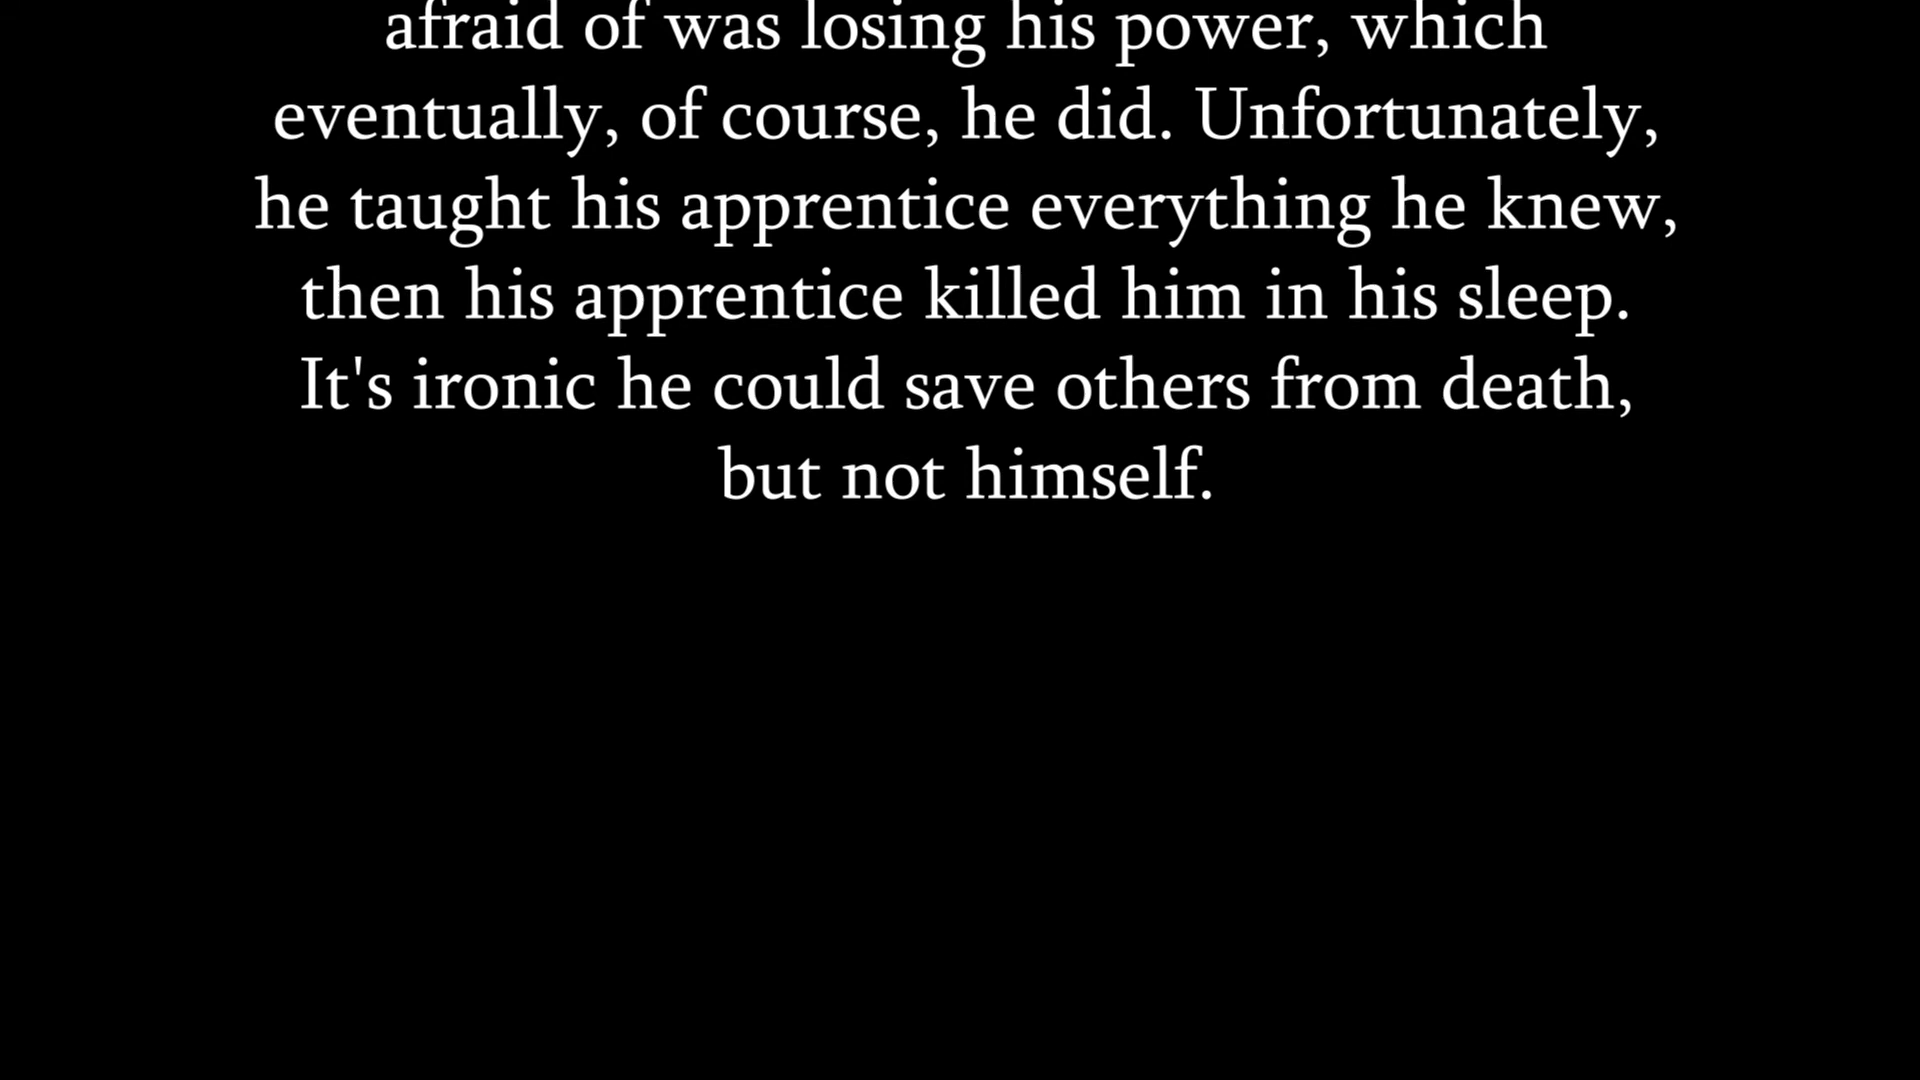 afraid of was losing his power, which
eventually, of course, he did. Unfortunately,
he taught his apprentice everything he knew,
then his apprentice killed him in his sleep.
It's ironic he could save others from death,
but not himself.